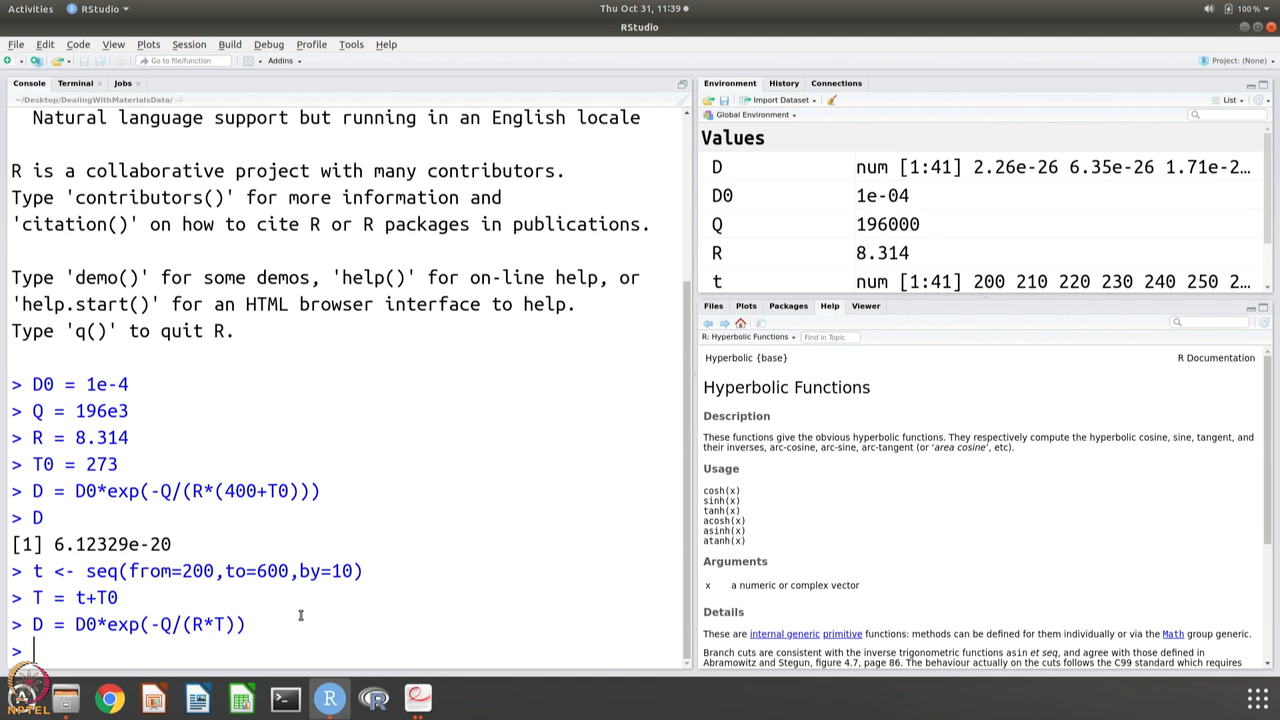 Activities RStudio Thu Oct 31, 11:39 100 %
RStudio
File Edit Code View Plots Session Build Debug Profile Tools Help
Go to file/function Addins Project: (None)
Console Terminal Jobs
~/Desktop/DealingWithMaterialsData/
Natural language support but running in an English locale
R is a collaborative project with many contributors.
Type 'contributors()' for more information and
'citation()' on how to cite R or R packages in publications.
Type 'demo()' for some demos, 'help()' for on-line help, or
'help.start()' for an HTML browser interface to help.
Type 'q()' to quit R.
> D0 = 1e-4
> Q = 196e3
> R = 8.314
> T0 = 273
> D = D0*exp(-Q/(R*(400+T0)))
> D
[1] 6.12329e-20
> t <- seq(from=200,to=600,by=10)
> T = t+T0
> D = D0*exp(-Q/(R*T))
>
Environment History Connections
Import Dataset List
Global Environment
Values
D num [1:41] 2.26e-26 6.35e-26 1.71e-2…
D0 1e-04
Q 196000
R 8.314
t num [1:41] 200 210 220 230 240 250 2…
Files Plots Packages Help Viewer
R: Hyperbolic Functions Find in Topic
Hyperbolic {base} R Documentation
Hyperbolic Functions
Description
These functions give the obvious hyperbolic functions. They respectively compute the hyperbolic cosine, sine, tangent, and
their inverses, arc-cosine, arc-sine, arc-tangent (or 'area cosine', etc).
Usage
cosh(x)
sinh(x)
tanh(x)
acosh(x)
asinh(x)
atanh(x)
Arguments
x a numeric or complex vector
Details
These are internal generic primitive functions: methods can be defined for them individually or via the Math group generic.
Branch cuts are consistent with the inverse trigonometric functions asin et seq, and agree with those defined in
Abramowitz and Stegun, figure 4.7, page 86. The behaviour actually on the cuts follows the C99 standard which requires
NPTEL